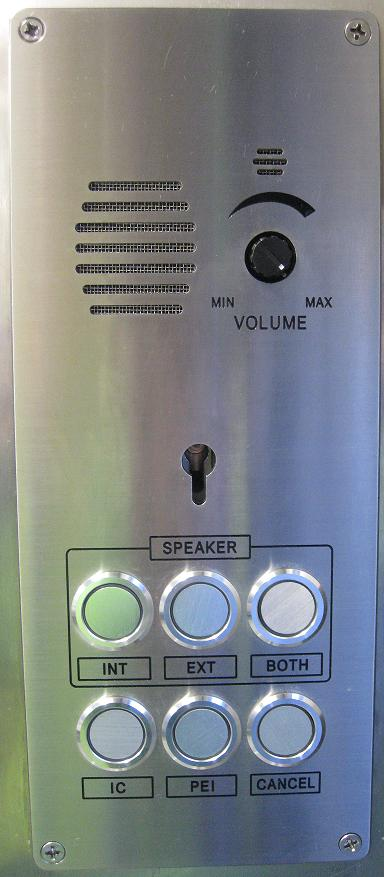 MIN MAX
VOLUME
SPEAKER
INT EXT BOTH
IC PEI CANCEL